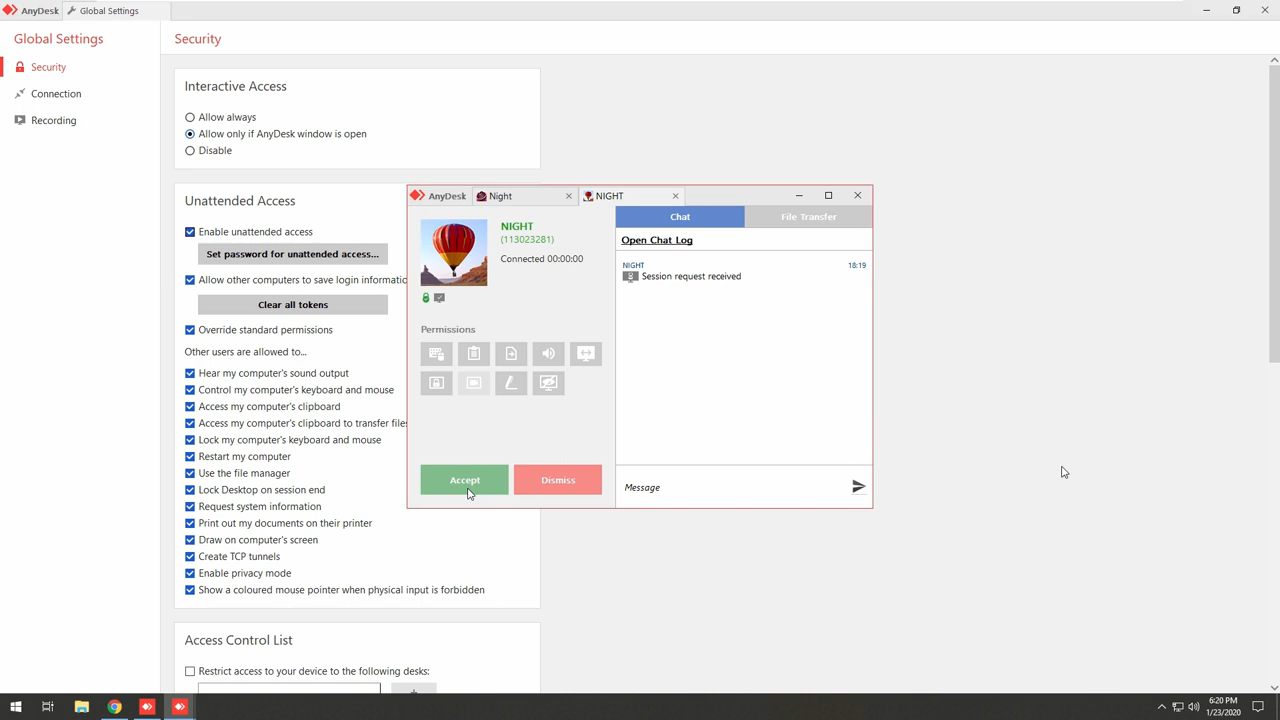 AnyDesk
Global Settings
Global Settings
Security
Connection
Recording
Security
Interactive Access
Allow always
Allow only if AnyDesk window is open
Disable
Unattended Access
Enable unattended access
Set password for unattended access...
Allow other computers to save login informatio
Clear all tokens
Override standard permissions
Other users are allowed to...
Hear my computer's sound output
Control my computer's keyboard and mouse
Access my computer's clipboard
Access my computer's clipboard to transfer files
Lock my computer's keyboard and mouse
Restart my computer
Use the file manager
Lock Desktop on session end
Request system information
Print out my documents on their printer
Draw on computer's screen
Create TCP tunnels
Enable privacy mode
Show a coloured mouse pointer when physical input is forbidden
Access Control List
Restrict access to your device to the following desks:
AnyDesk
Night
NIGHT
NIGHT
(113023281)
Connected 00:00:00
Permissions
Accept
Dismiss
Chat
File Transfer
Open Chat Log
NIGHT 18:19
Session request received
Message
6:20 PM
1/23/2020